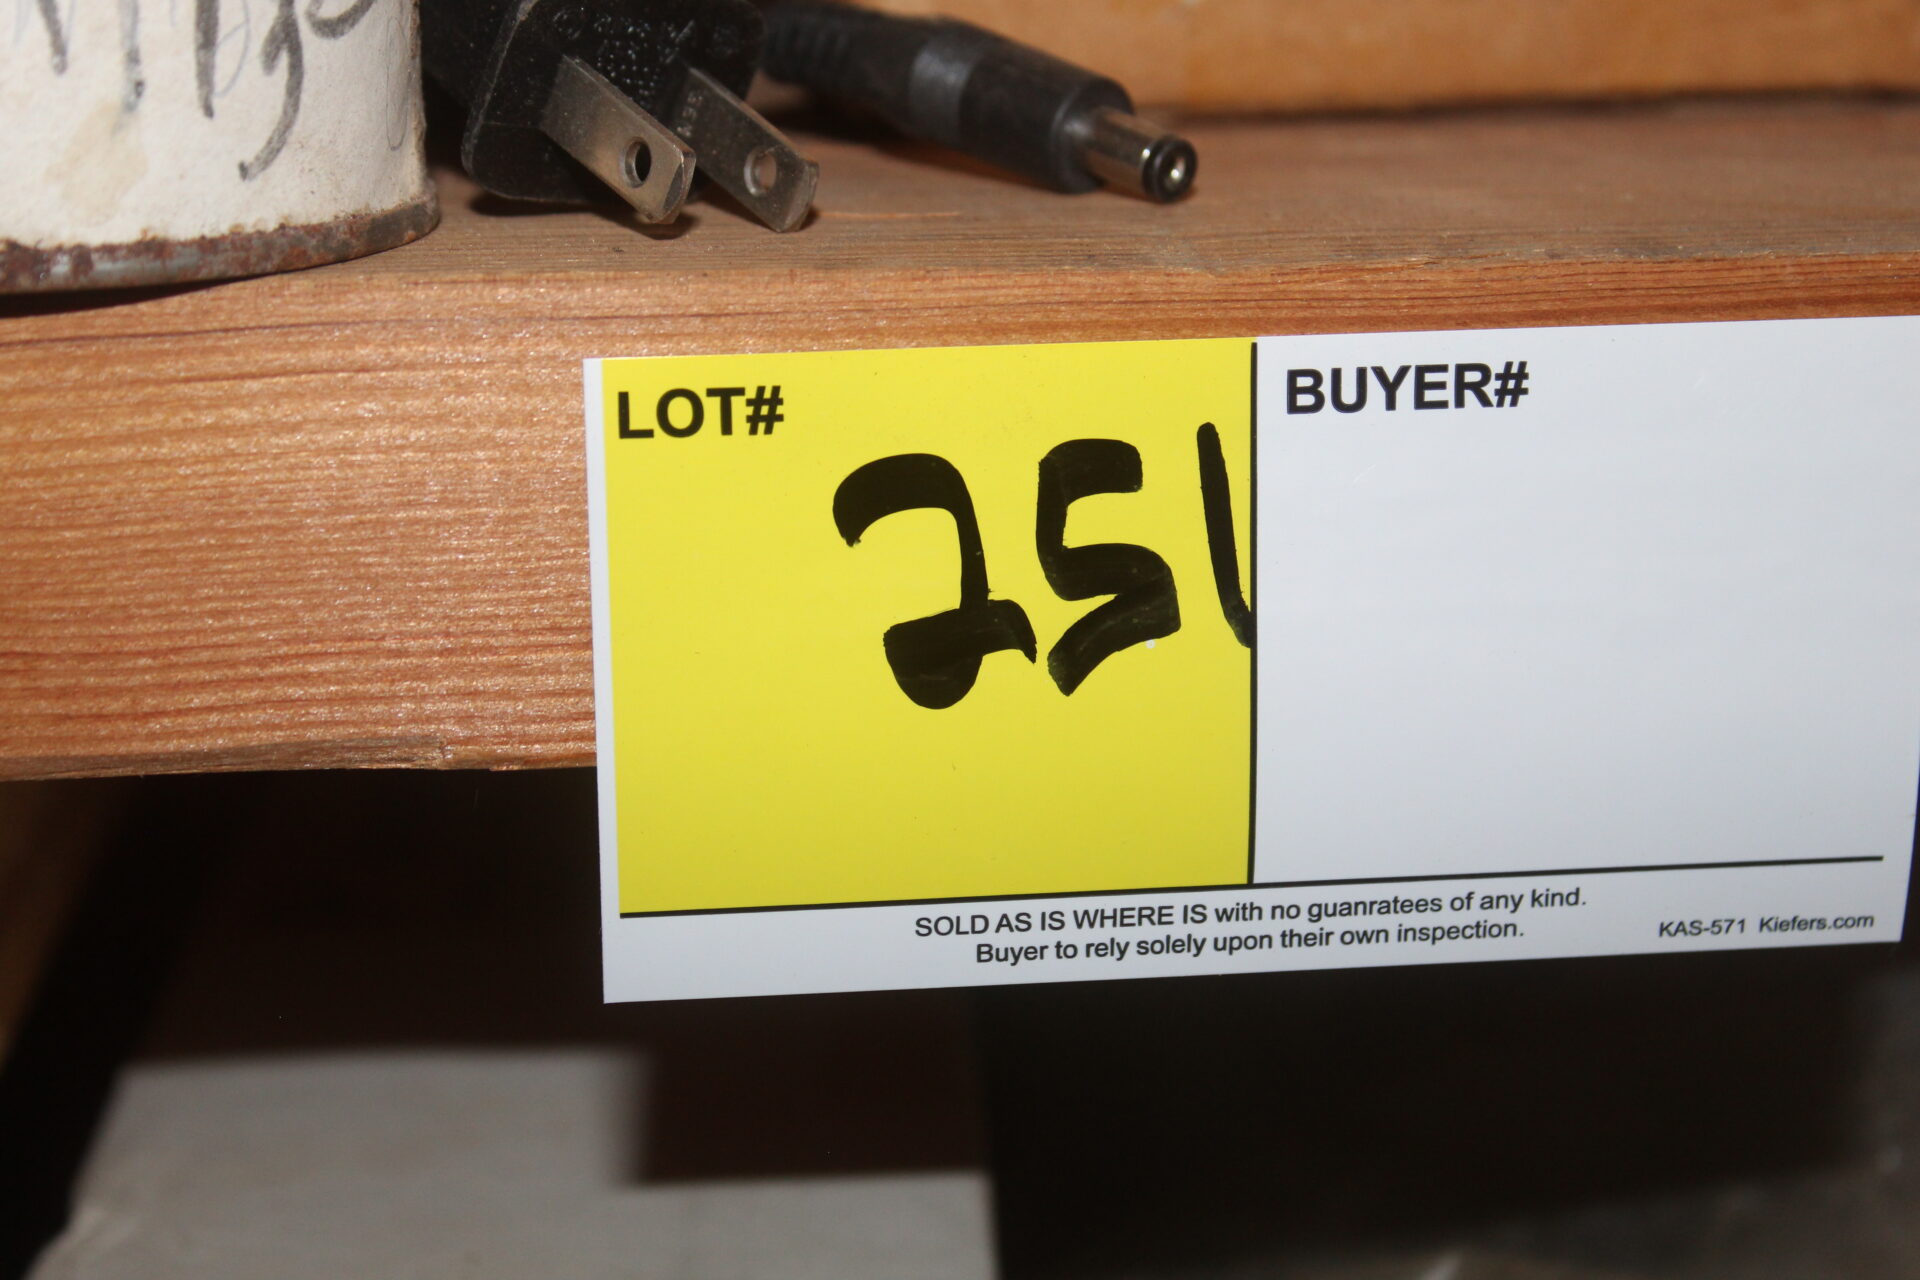 LOT#
251
BUYER#
SOLD AS IS WHERE IS with no guanratees of any kind.
Buyer to rely solely upon their own inspection.
KAS-571 Kiefers.com